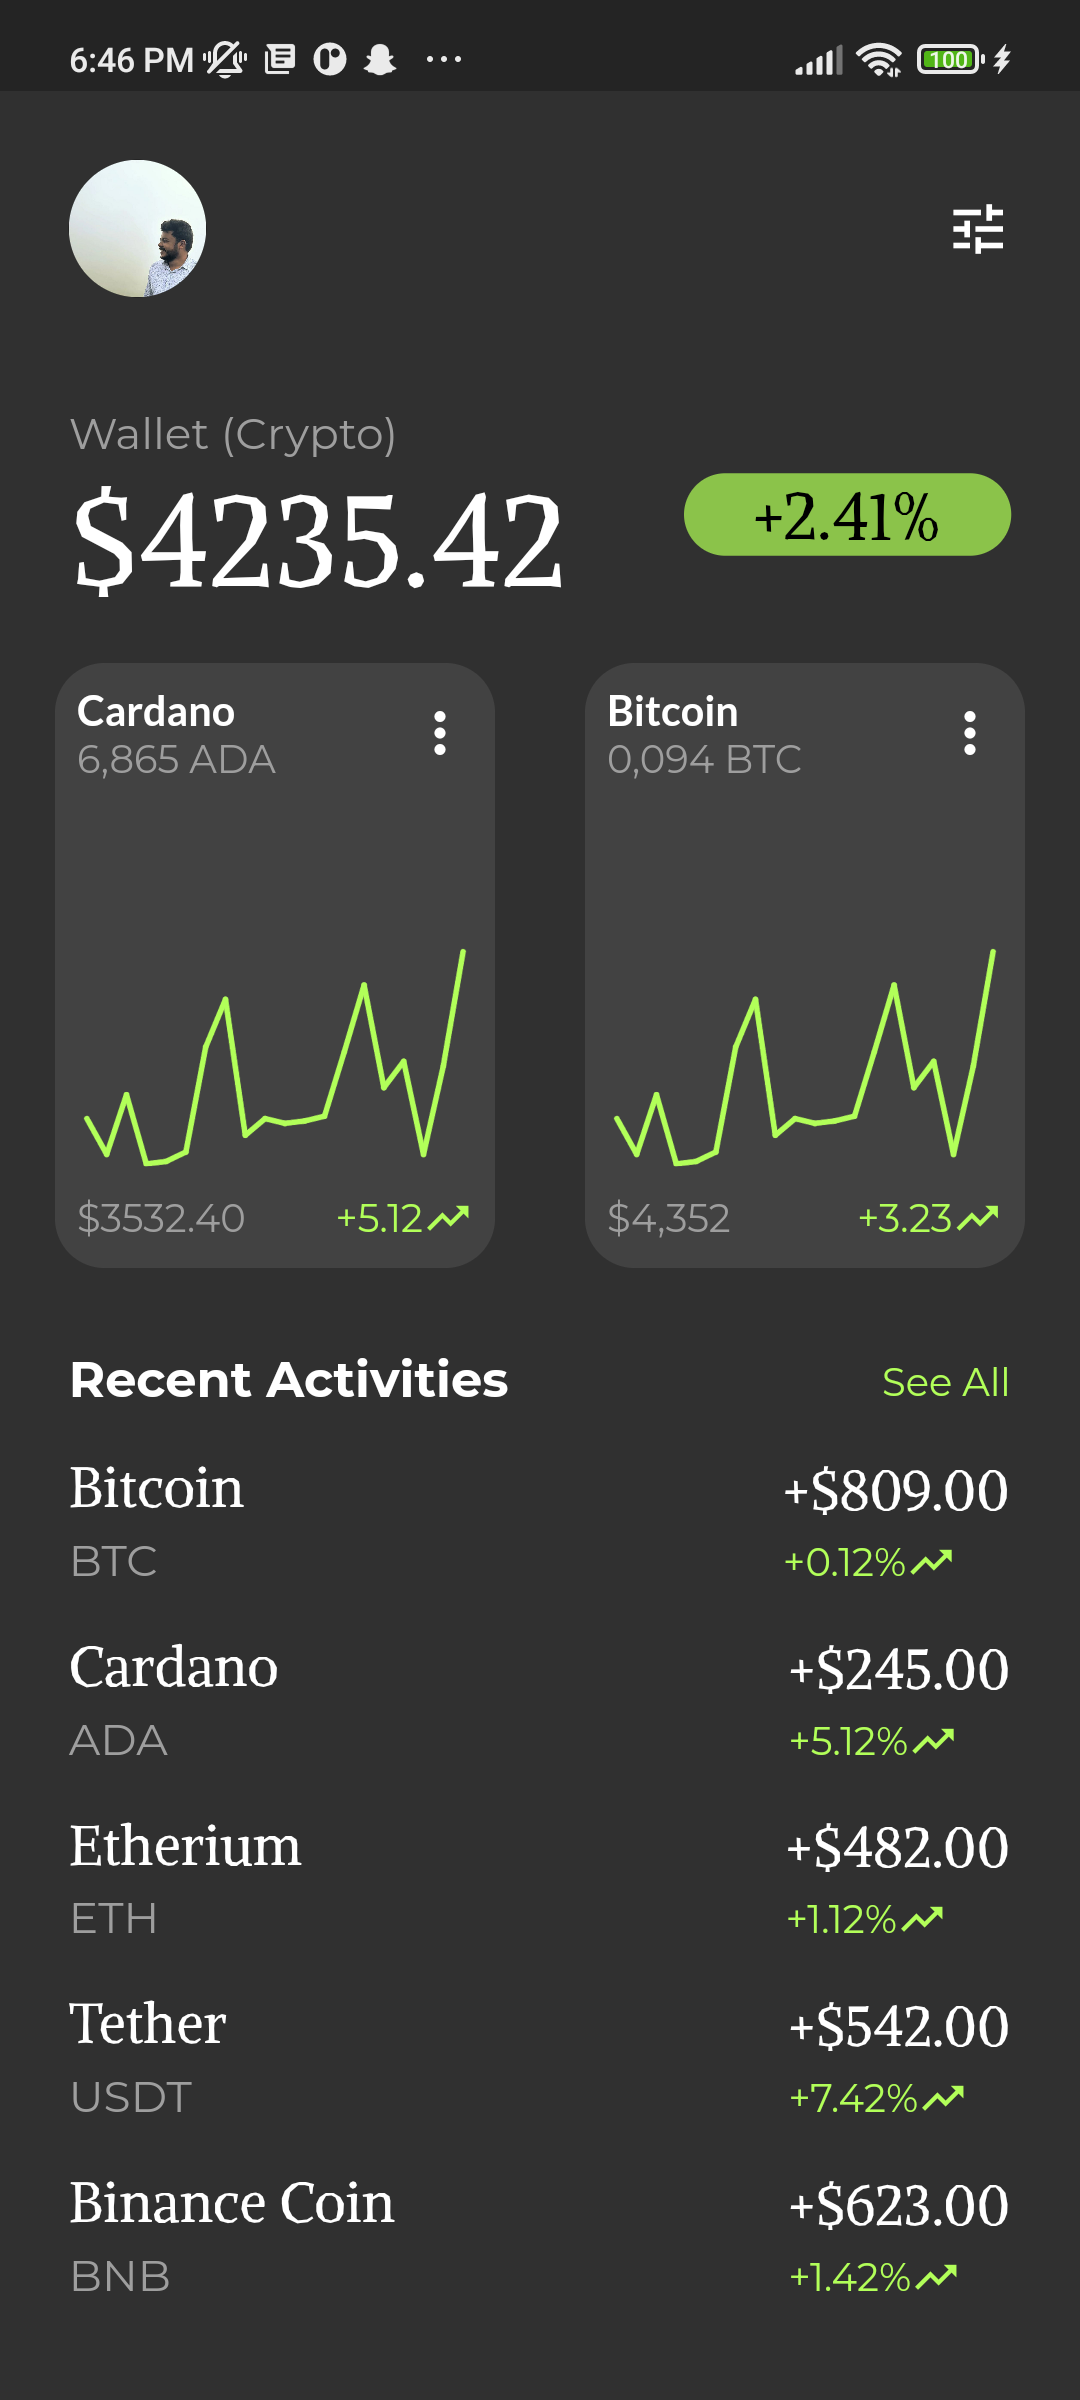 6:46 PM
100
Wallet (Crypto)
$4235.42
+2.41%
Cardano
6,865 ADA
$3532.40
+5.12
Bitcoin
0,094 BTC
$4,352
+3.23
Recent Activities
See All
Bitcoin
+$809.00
BTC
+0.12%
Cardano
+$245.00
ADA
+5.12%
Etherium
+$482.00
ETH
+1.12%
Tether
+$542.00
USDT
+7.42%
Binance Coin
+$623.00
BNB
+1.42%